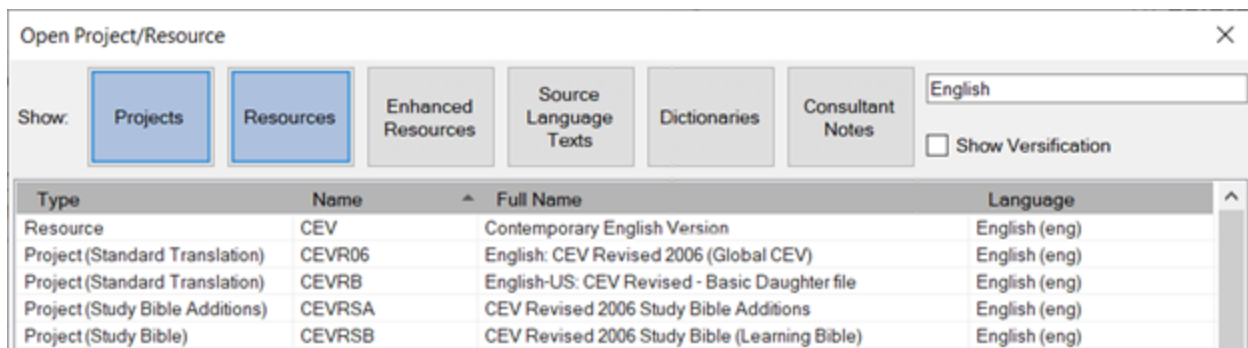 Open Project/Resource
Show:
Projects
Resources
Enhanced
Resources
Source
Language
Texts
Dictionaries
Consultant
Notes
English
Show Versification
Type Name Full Name Language
Resource CEV Contemporary English Version English (eng)
Project (Standard Translation) CEVR06 English: CEV Revised 2006 (Global CEV) English (eng)
Project (Standard Translation) CEVRB English-US: CEV Revised - Basic Daughter file English (eng)
Project (Study Bible Additions) CEVRSA CEV Revised 2006 Study Bible Additions English (eng)
Project (Study Bible) CEVRSB CEV Revised 2006 Study Bible (Learning Bible) English (eng)